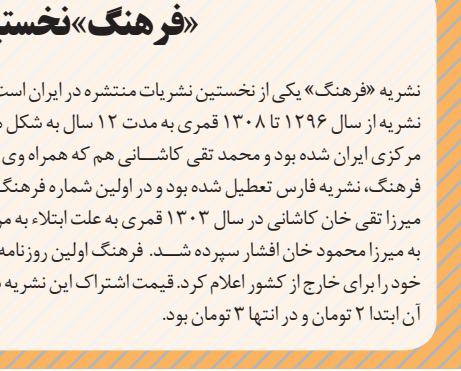 «فرهنگ»نخستی
نشریه «فرهنگ» یکی از نخستین نشریات منتشره در ایران است
نشریه از سال ۱۲۹۶ تا ۱۳۰۸ قمری به مدت ۱۲ سال به شکل
مرکزی ایران شده بود و محمد تقی کاشانی هم که همراه وی
فرهنگ، نشریه فارس تعطیل شده بود و در اولین شماره فرهنگ
میرزا تقی خان کاشانی در سال ۱۳۰۳ قمری به علت ابتلاء به مر
به میرزا محمود خان افشار سپرده شد. فرهنگ اولین روزنامه
خود را برای خارج از کشور اعلام کرد. قیمت اشتراک این نشریه
آن ابتدا ۲ تومان و در انتها ۳ تومان بود.